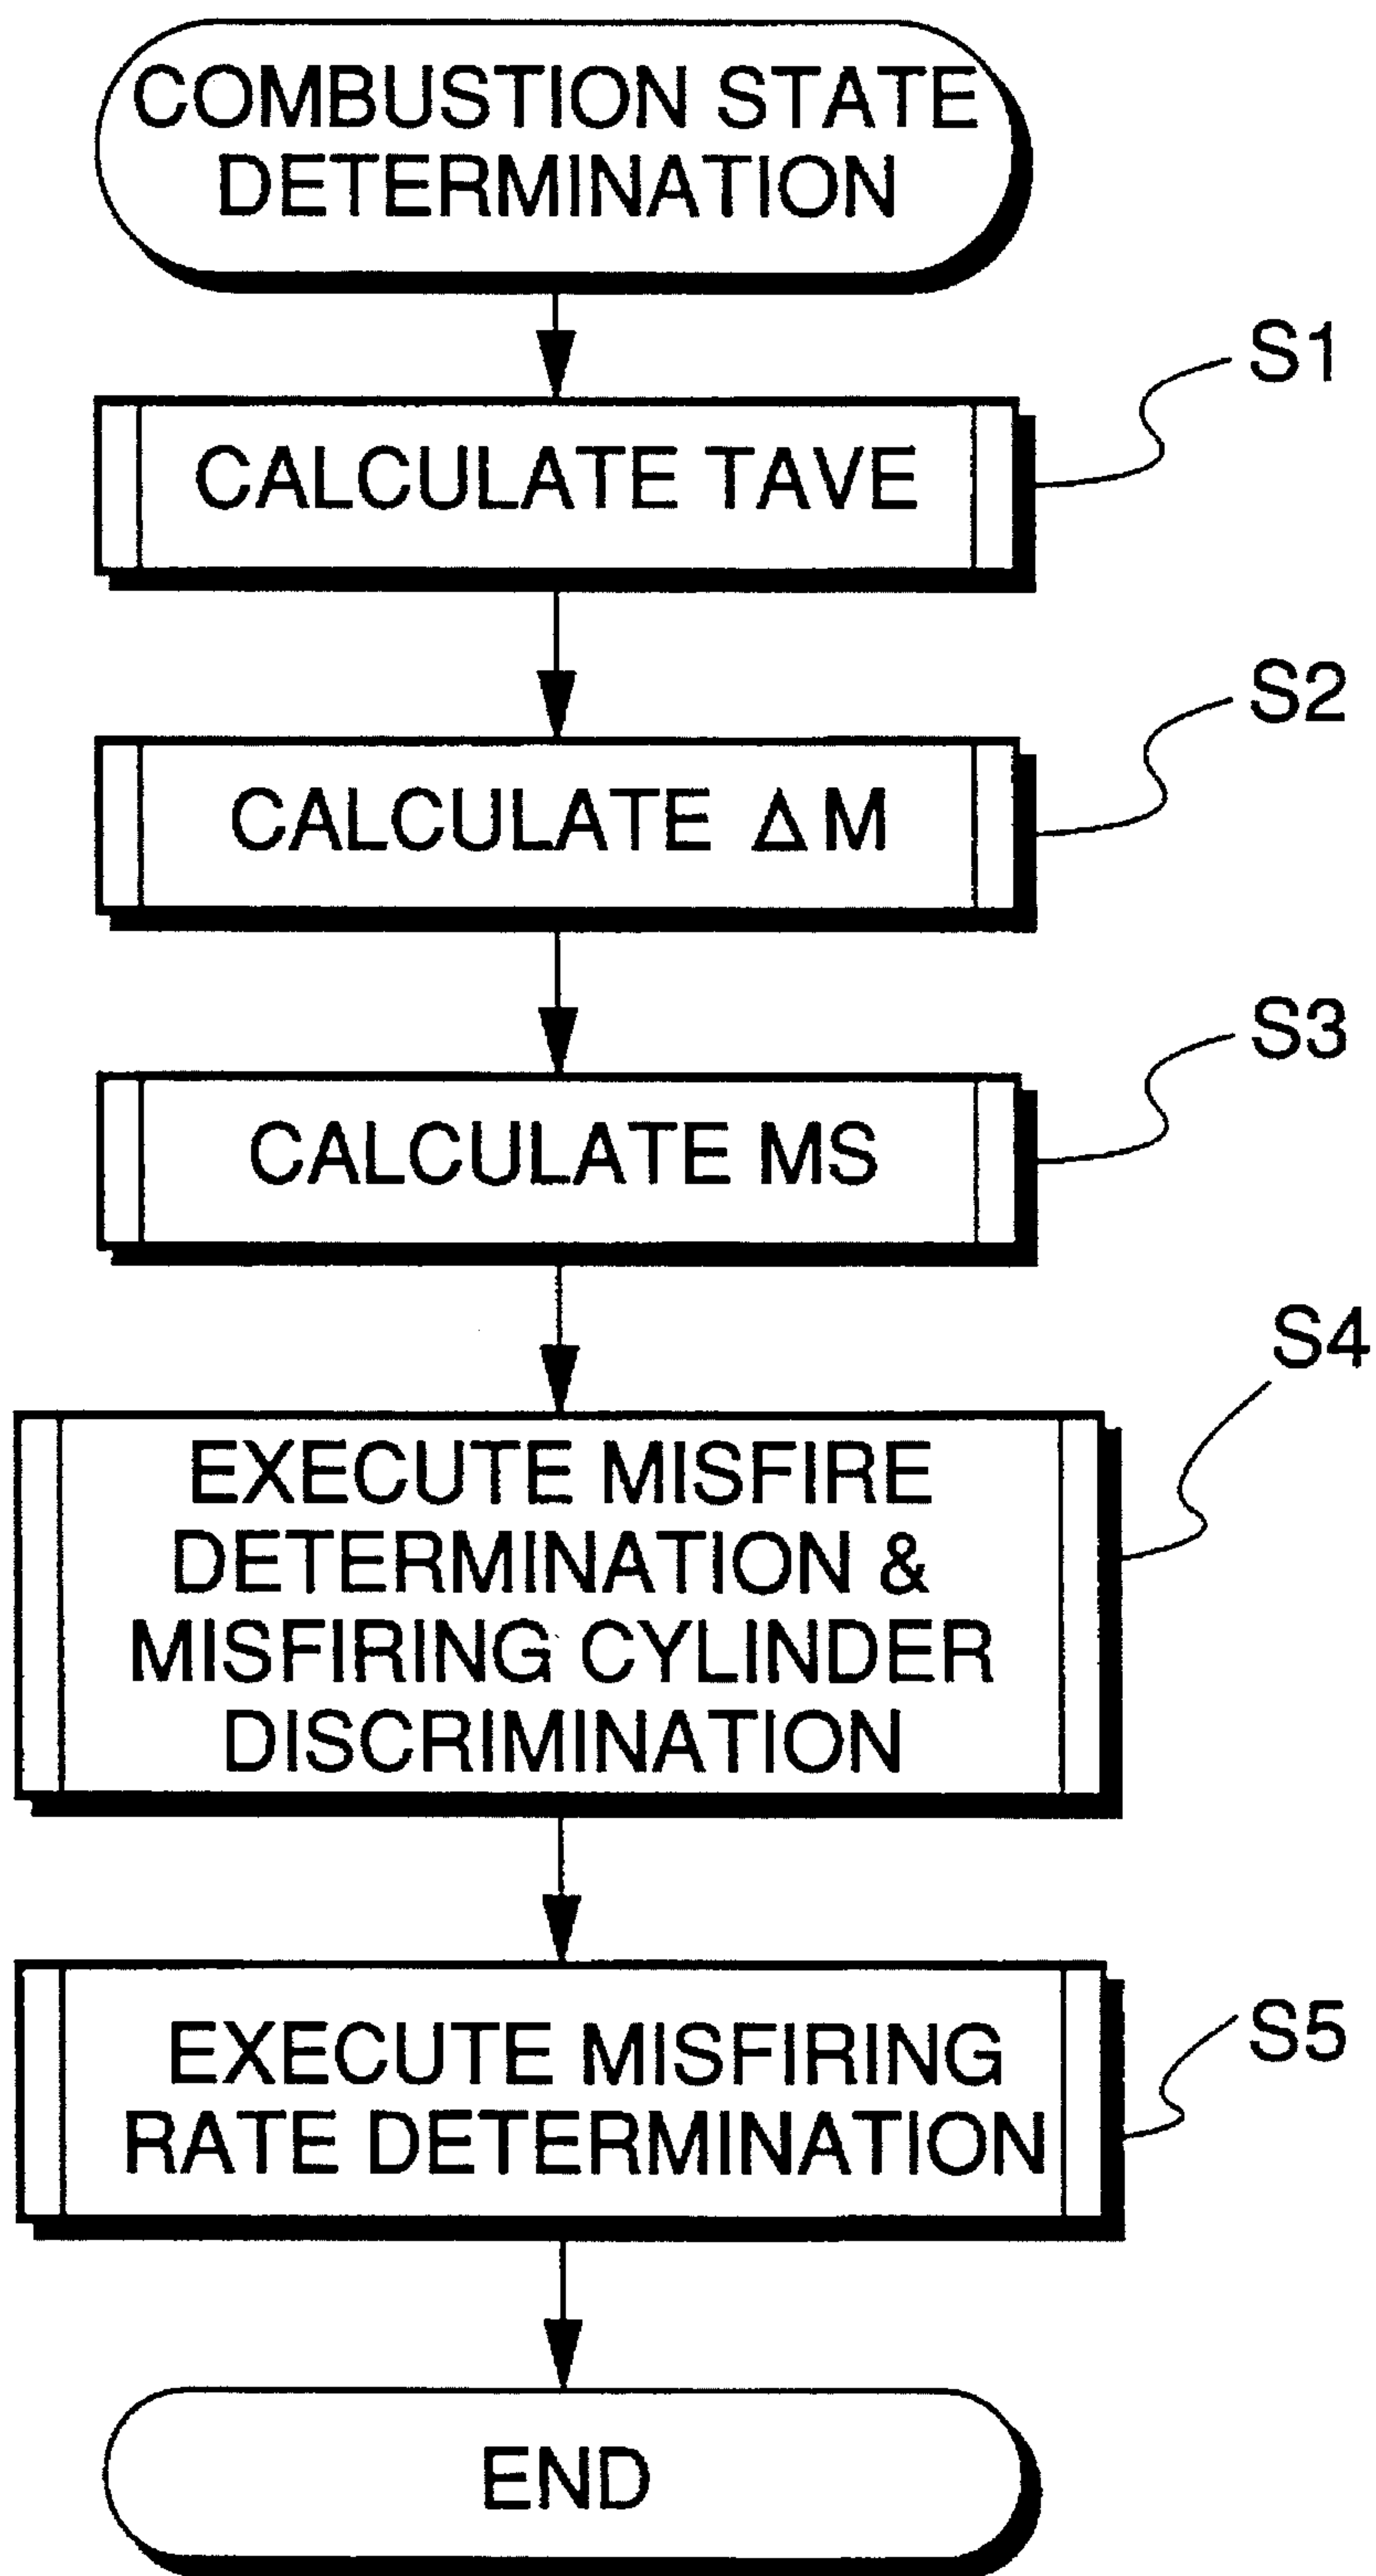 COMBUSTION STATE
DETERMINATION
S1
CALCULATE TAVE
S2
CALCULATE ΔM
S3
CALCULATE MS
S4
EXECUTE MISFIRE
DETERMINATION &
MISFIRING CYLINDER
DISCRIMINATION
S5
EXECUTE MISFIRING
RATE DETERMINATION
END